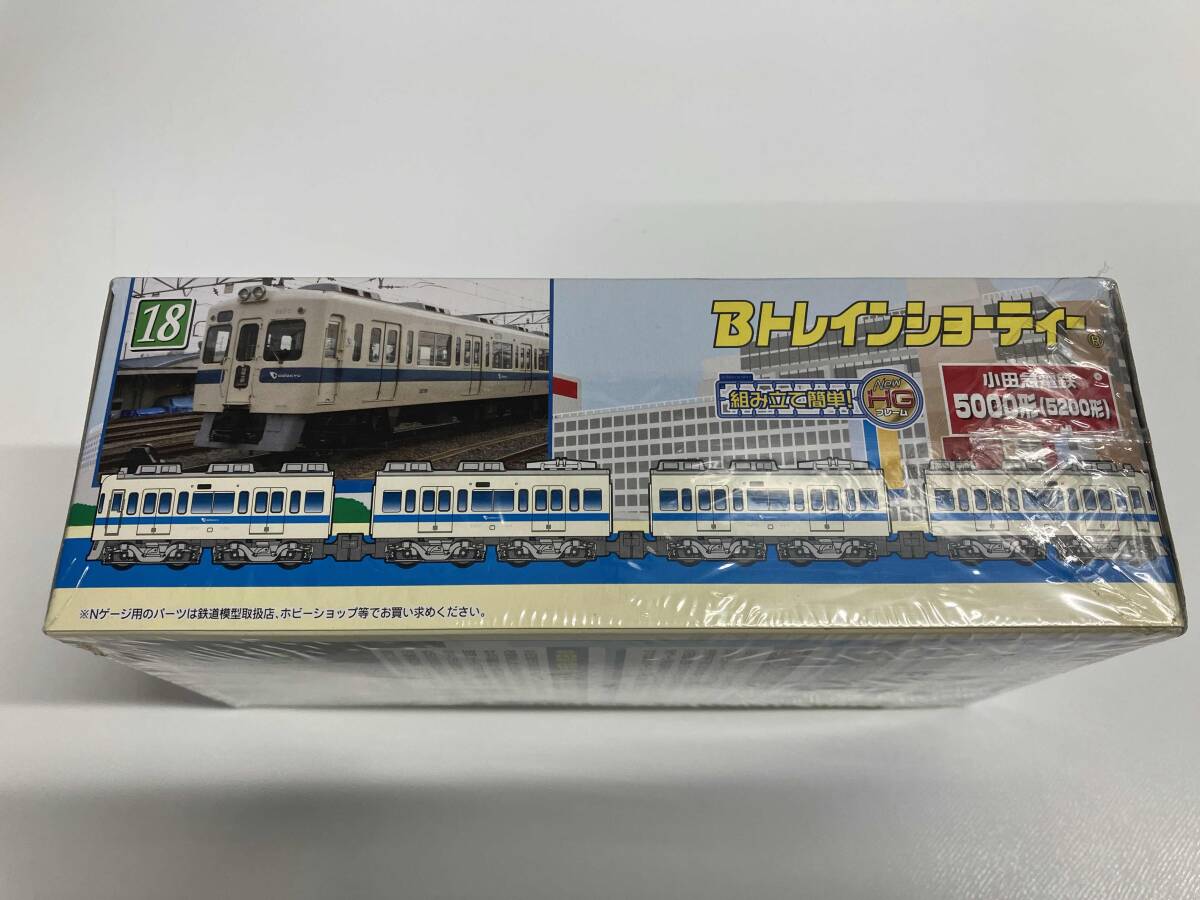 18
Bトレインショーティー
組み立て簡単!
New
HG
フレーム
小田急電鉄
5000形(5200形)
※Nゲージ用のパーツは鉄道模型取扱店、ホビーショップ等でお買い求めください。